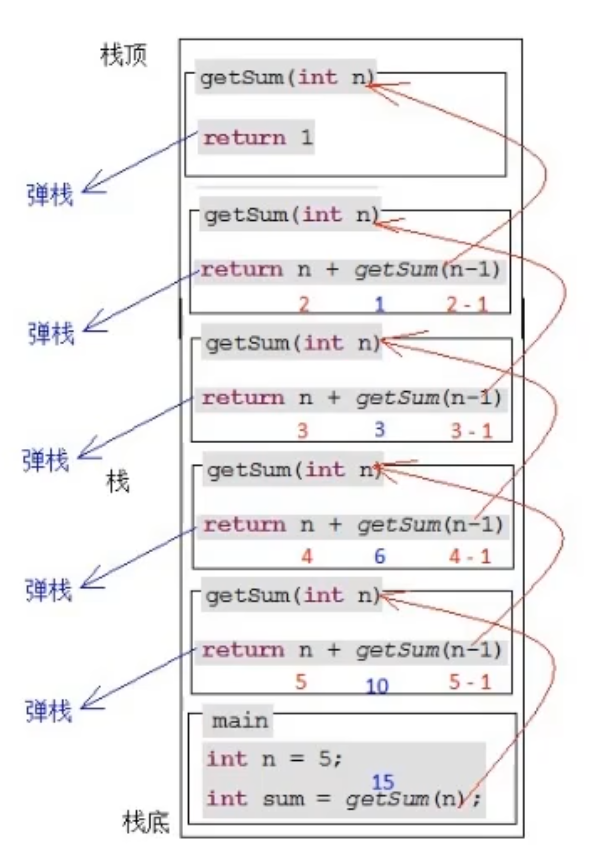 栈顶
getSum(int n)
return 1
弹栈
getSum(int n)
return n + getSum(n-1)
2 1 2 - 1
弹栈
getSum(int n)
return n + getSum(n-1)
3 3 3 - 1
弹栈
栈
getSum(int n)
return n + getSum(n-1)
4 6 4 - 1
弹栈
getSum(int n)
return n + getSum(n-1)
5 10 5 - 1
弹栈
main
int n = 5;
15
int sum = getSum(n);
栈底